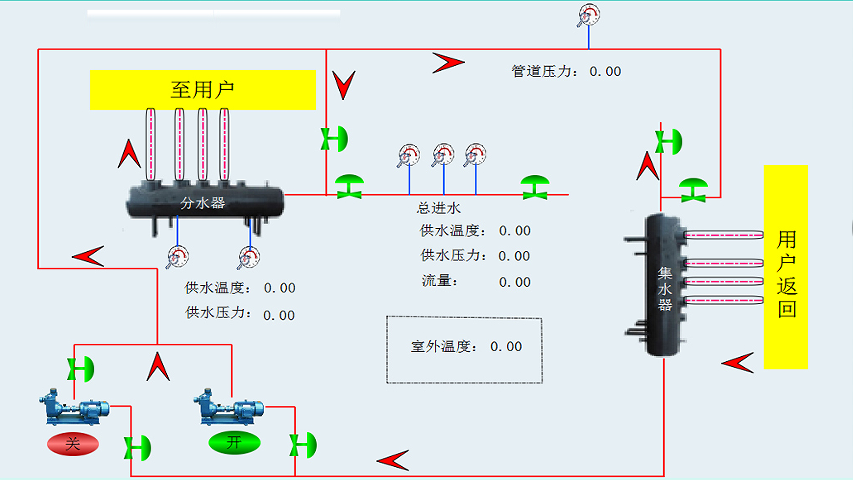 管道压力：0.00
至用户
分水器
总进水
供水温度：0.00
供水压力：0.00
流量：0.00
供水温度：0.00
供水压力：0.00
室外温度：0.00
集水器
用户返回
关
开